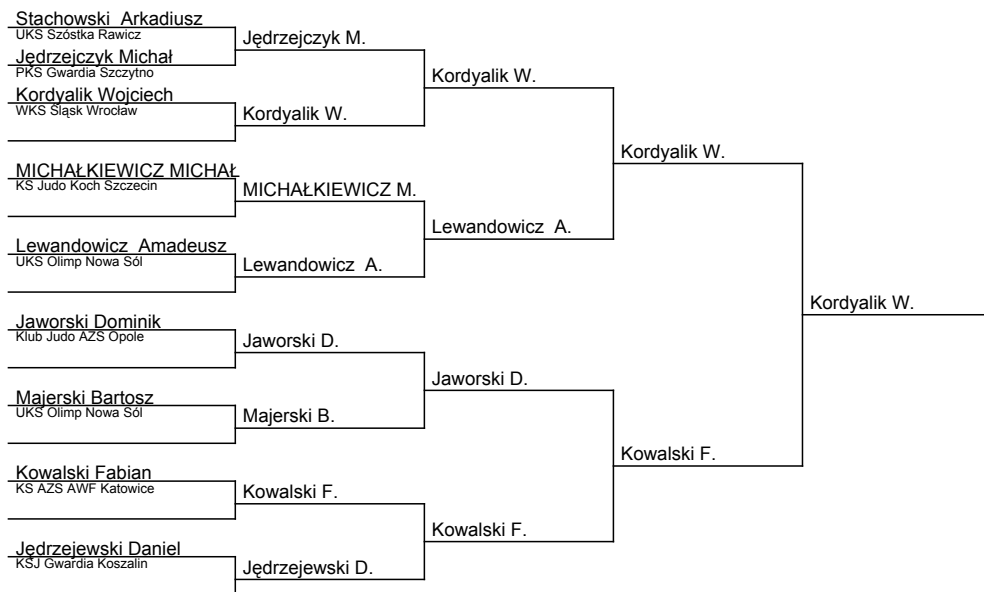 Stachowski  Arkadiusz
UKS Szóstka Rawicz
Jędrzejczyk M.
Jędrzejczyk Michał
PKS Gwardia Szczytno
Kordyalik W.
Kordyalik Wojciech
WKS Śląsk Wrocław
Kordyalik W.
Kordyalik W.
MICHAŁKIEWICZ MICHAŁ
KS Judo Koch Szczecin
MICHAŁKIEWICZ M.
Lewandowicz  A.
Lewandowicz  Amadeusz
UKS Olimp Nowa Sól
Lewandowicz  A.
Kordyalik W.
Jaworski Dominik
Klub Judo AZS Opole
Jaworski D.
Jaworski D.
Majerski Bartosz
UKS Olimp Nowa Sól
Majerski B.
Kowalski F.
Kowalski Fabian
KS AZS AWF Katowice
Kowalski F.
Kowalski F.
Jędrzejewski Daniel
KSJ Gwardia Koszalin
Jędrzejewski D.